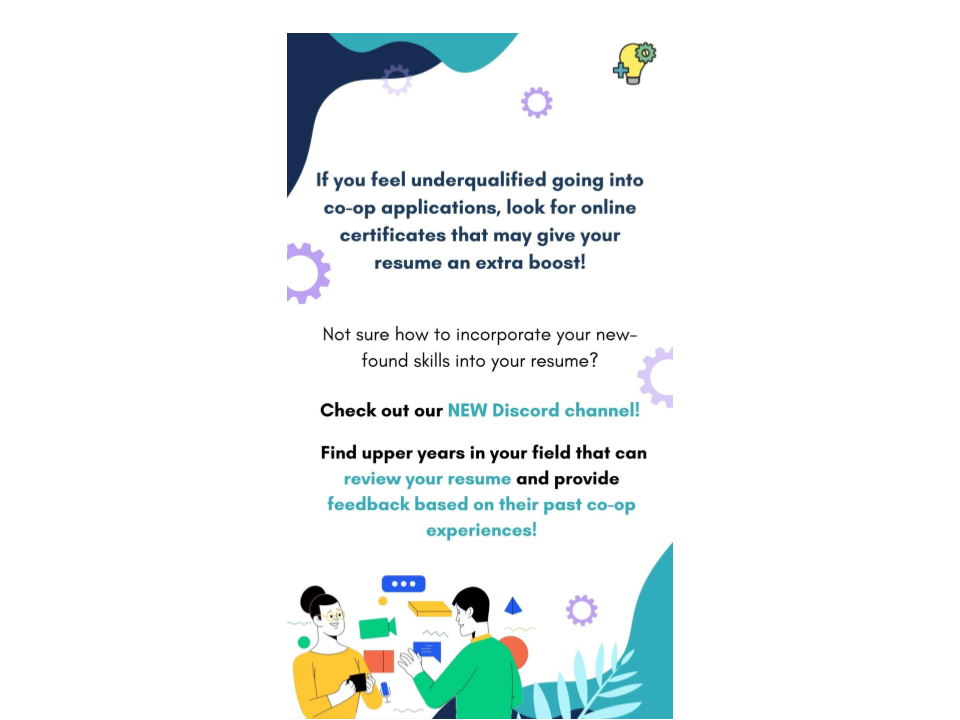 If you feel underqualified going into
co-op applications, look for online
certificates that may give your
resume an extra boost!
Not sure how to incorporate your new-
found skills into your resume?
Check out our NEW Discord channel!
Find upper years in your field that can
review your resume and provide
feedback based on their past co-op
experiences!